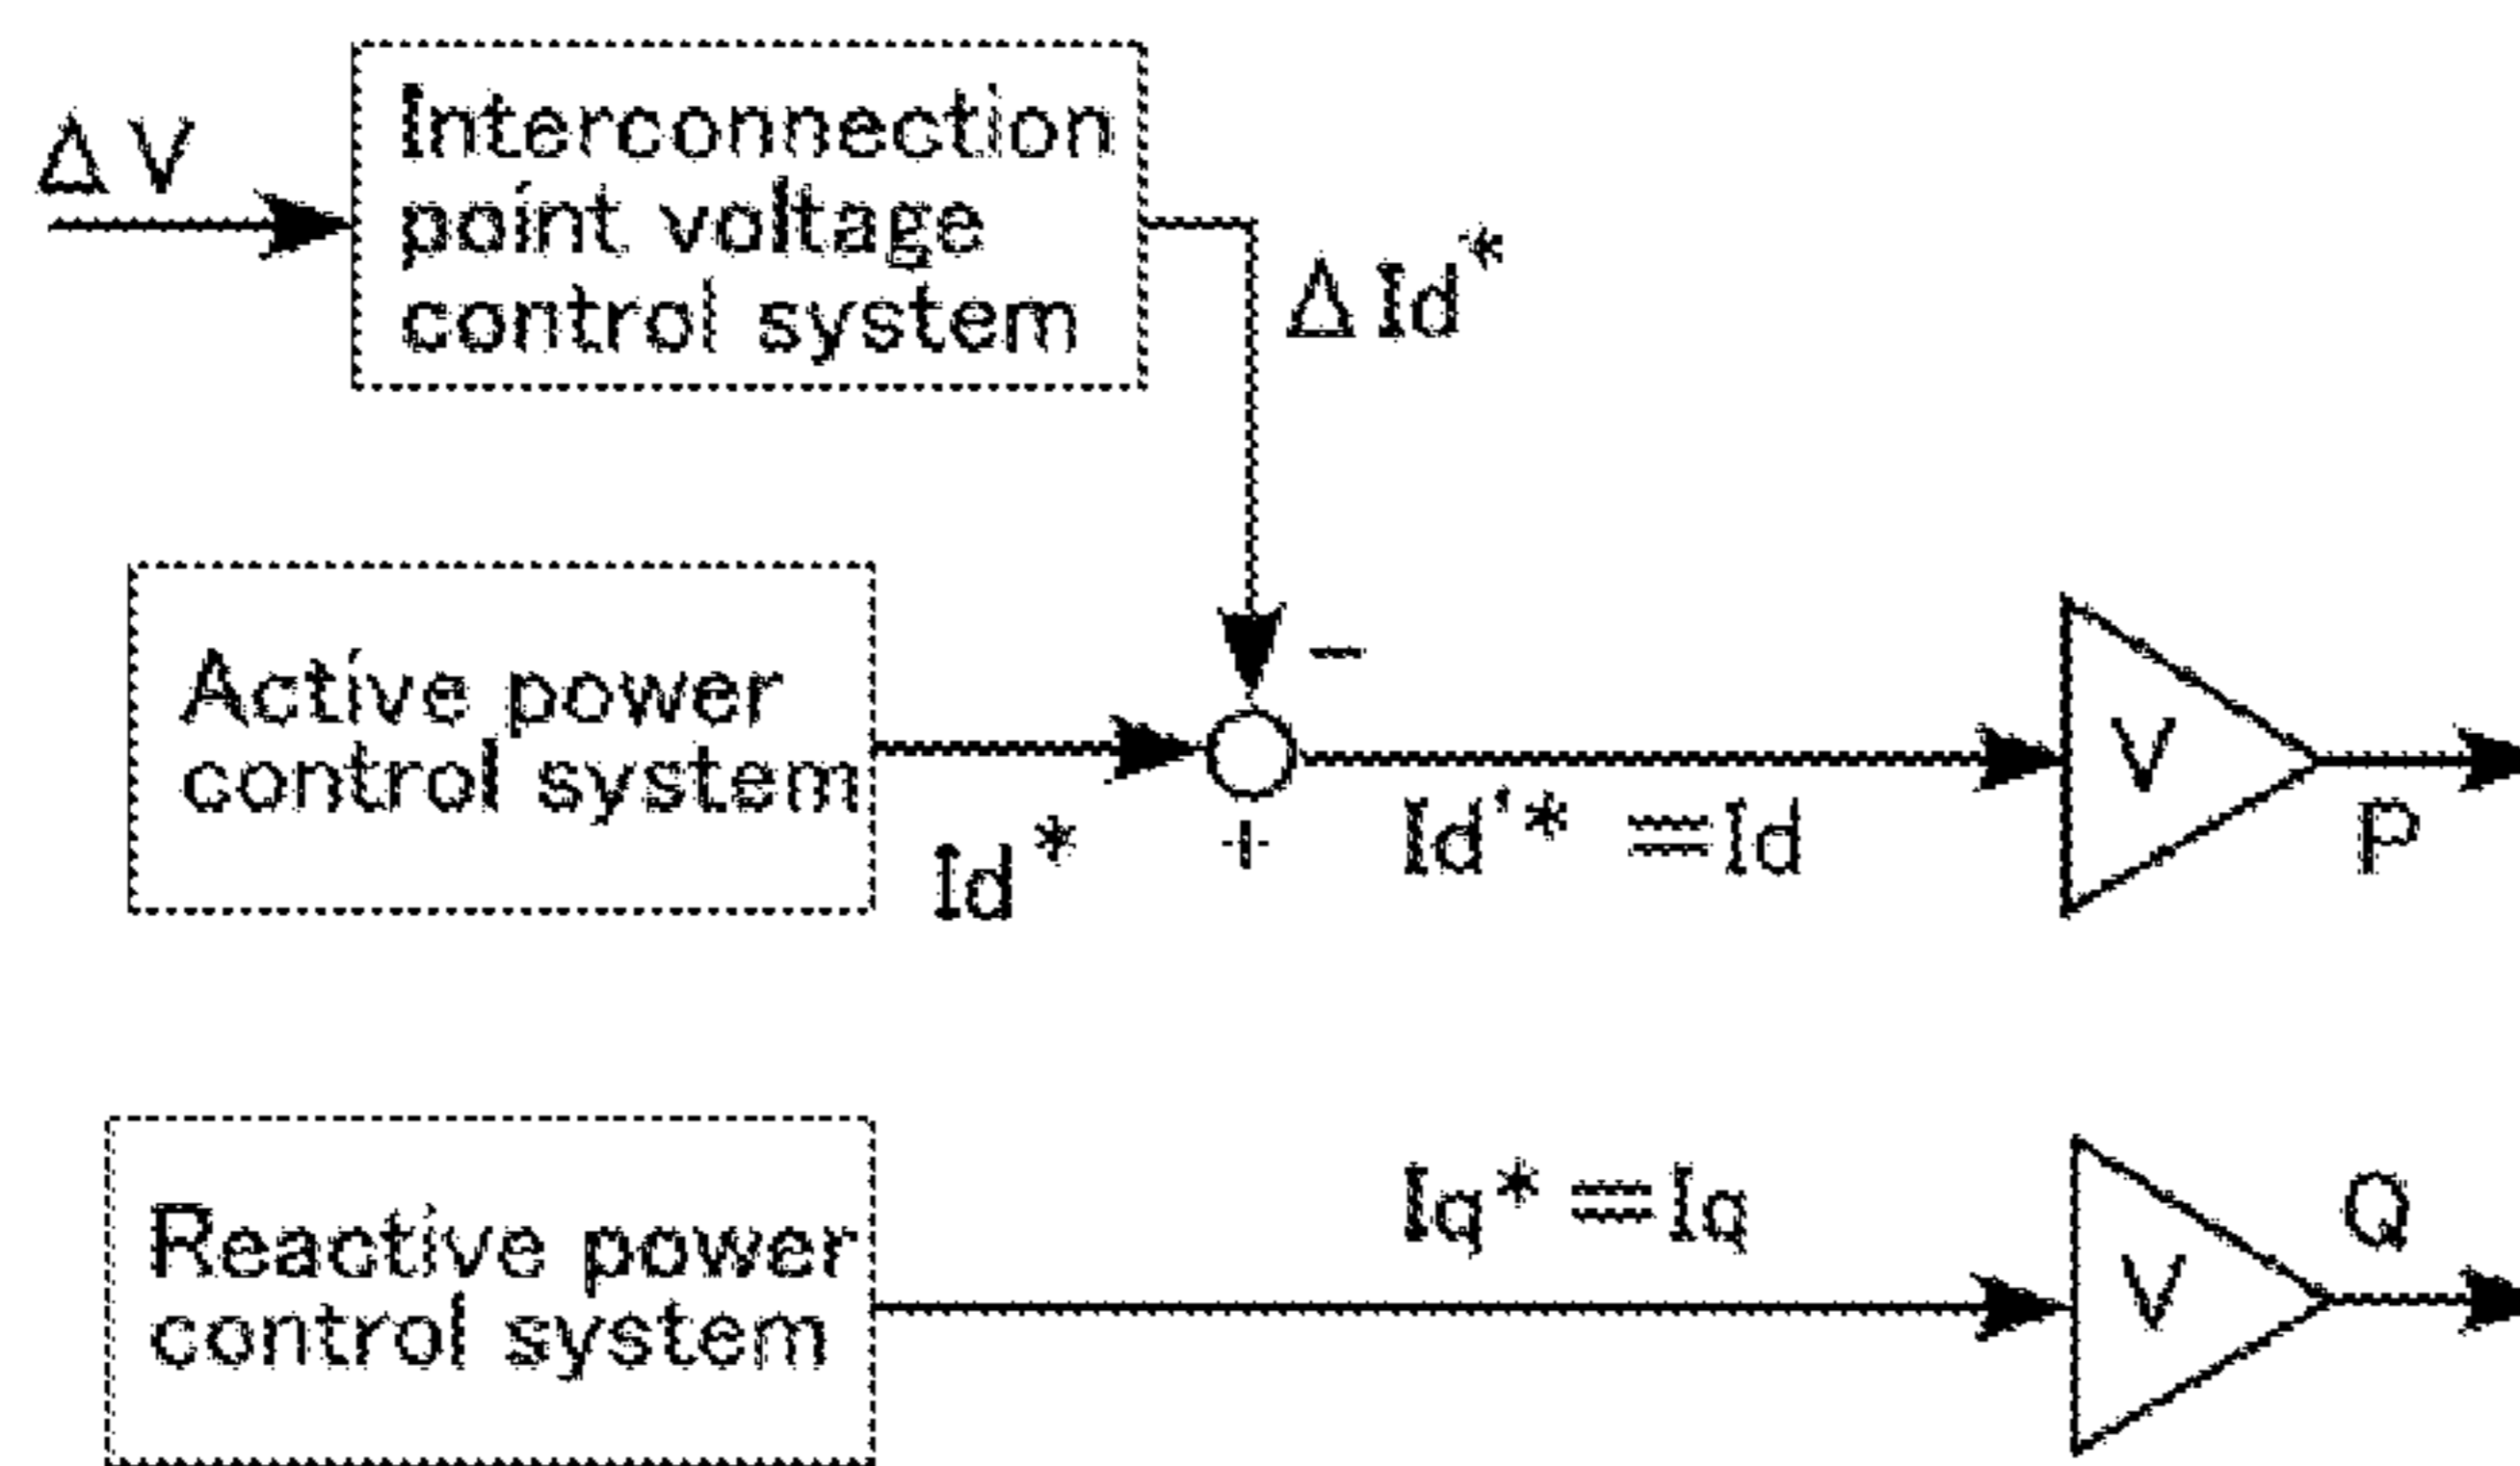 ΔV
Interconnection
point voltage
control system
ΔId*
−
Active power
control system
Id*
+
Id'* =Id
V
P
Reactive power
control system
Iq* =Iq
V
Q